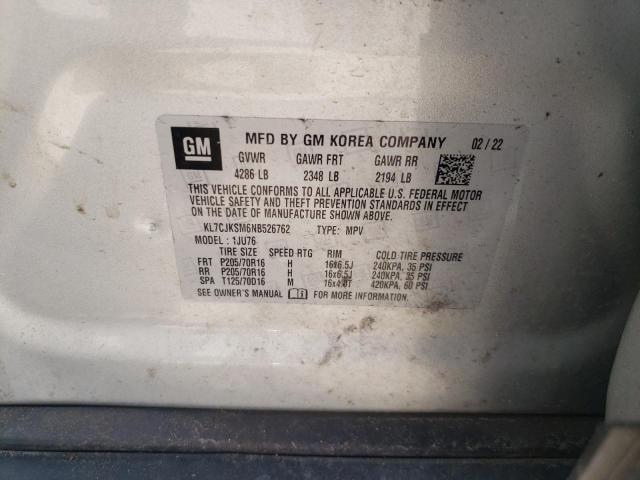 GM MFD BY GM KOREA COMPANY 02/22
GVWR GAWR FRT GAWR RR
4286 LB 2348 LB 2194 LB
THIS VEHICLE CONFORMS TO ALL APPLICABLE U.S. FEDERAL MOTOR
VEHICLE SAFETY AND THEFT PREVENTION STANDARDS IN EFFECT
ON THE DATE OF MANUFACTURE SHOWN ABOVE.
KL7CJKSM6NB526762 TYPE: MPV
MODEL: 1JU76
TIRE SIZE SPEED RTG RIM COLD TIRE PRESSURE
FRT P205/70R16 H 16x6.5J 240KPA, 35 PSI
RR P205/70R16 H 16x6.5J 240KPA, 35 PSI
SPA T125/70D16 M 16x4.0T 420KPA, 60 PSI
SEE OWNER'S MANUAL FOR MORE INFORMATION.